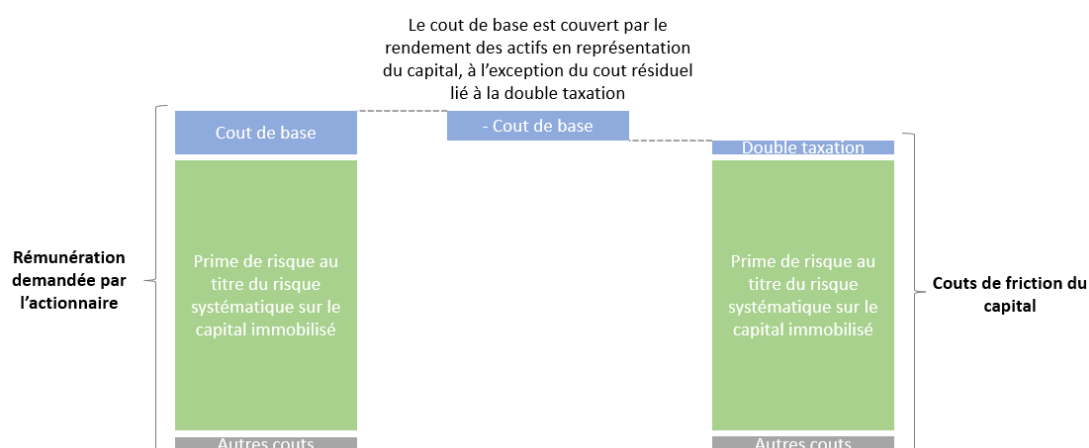 Le cout de base est couvert par le
rendement des actifs en représentation
du capital, à l'exception du cout résiduel
lié à la double taxation
Cout de base
- Cout de base
Double taxation
Rémunération
demandée par
l'actionnaire
Prime de risque au
titre du risque
systématique sur le
capital immobilisé
Prime de risque au
titre du risque
systématique sur le
capital immobilisé
Couts de friction du
capital
Autres couts
Autres couts